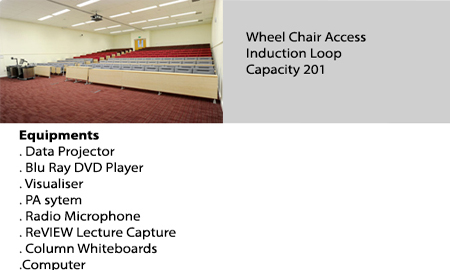 Wheel Chair Access
Induction Loop
Capacity 201
Equipments
. Data Projector
. Blu Ray DVD Player
. Visualiser
. PA sytem
. Radio Microphone
. ReVIEW Lecture Capture
. Column Whiteboards
.Computer